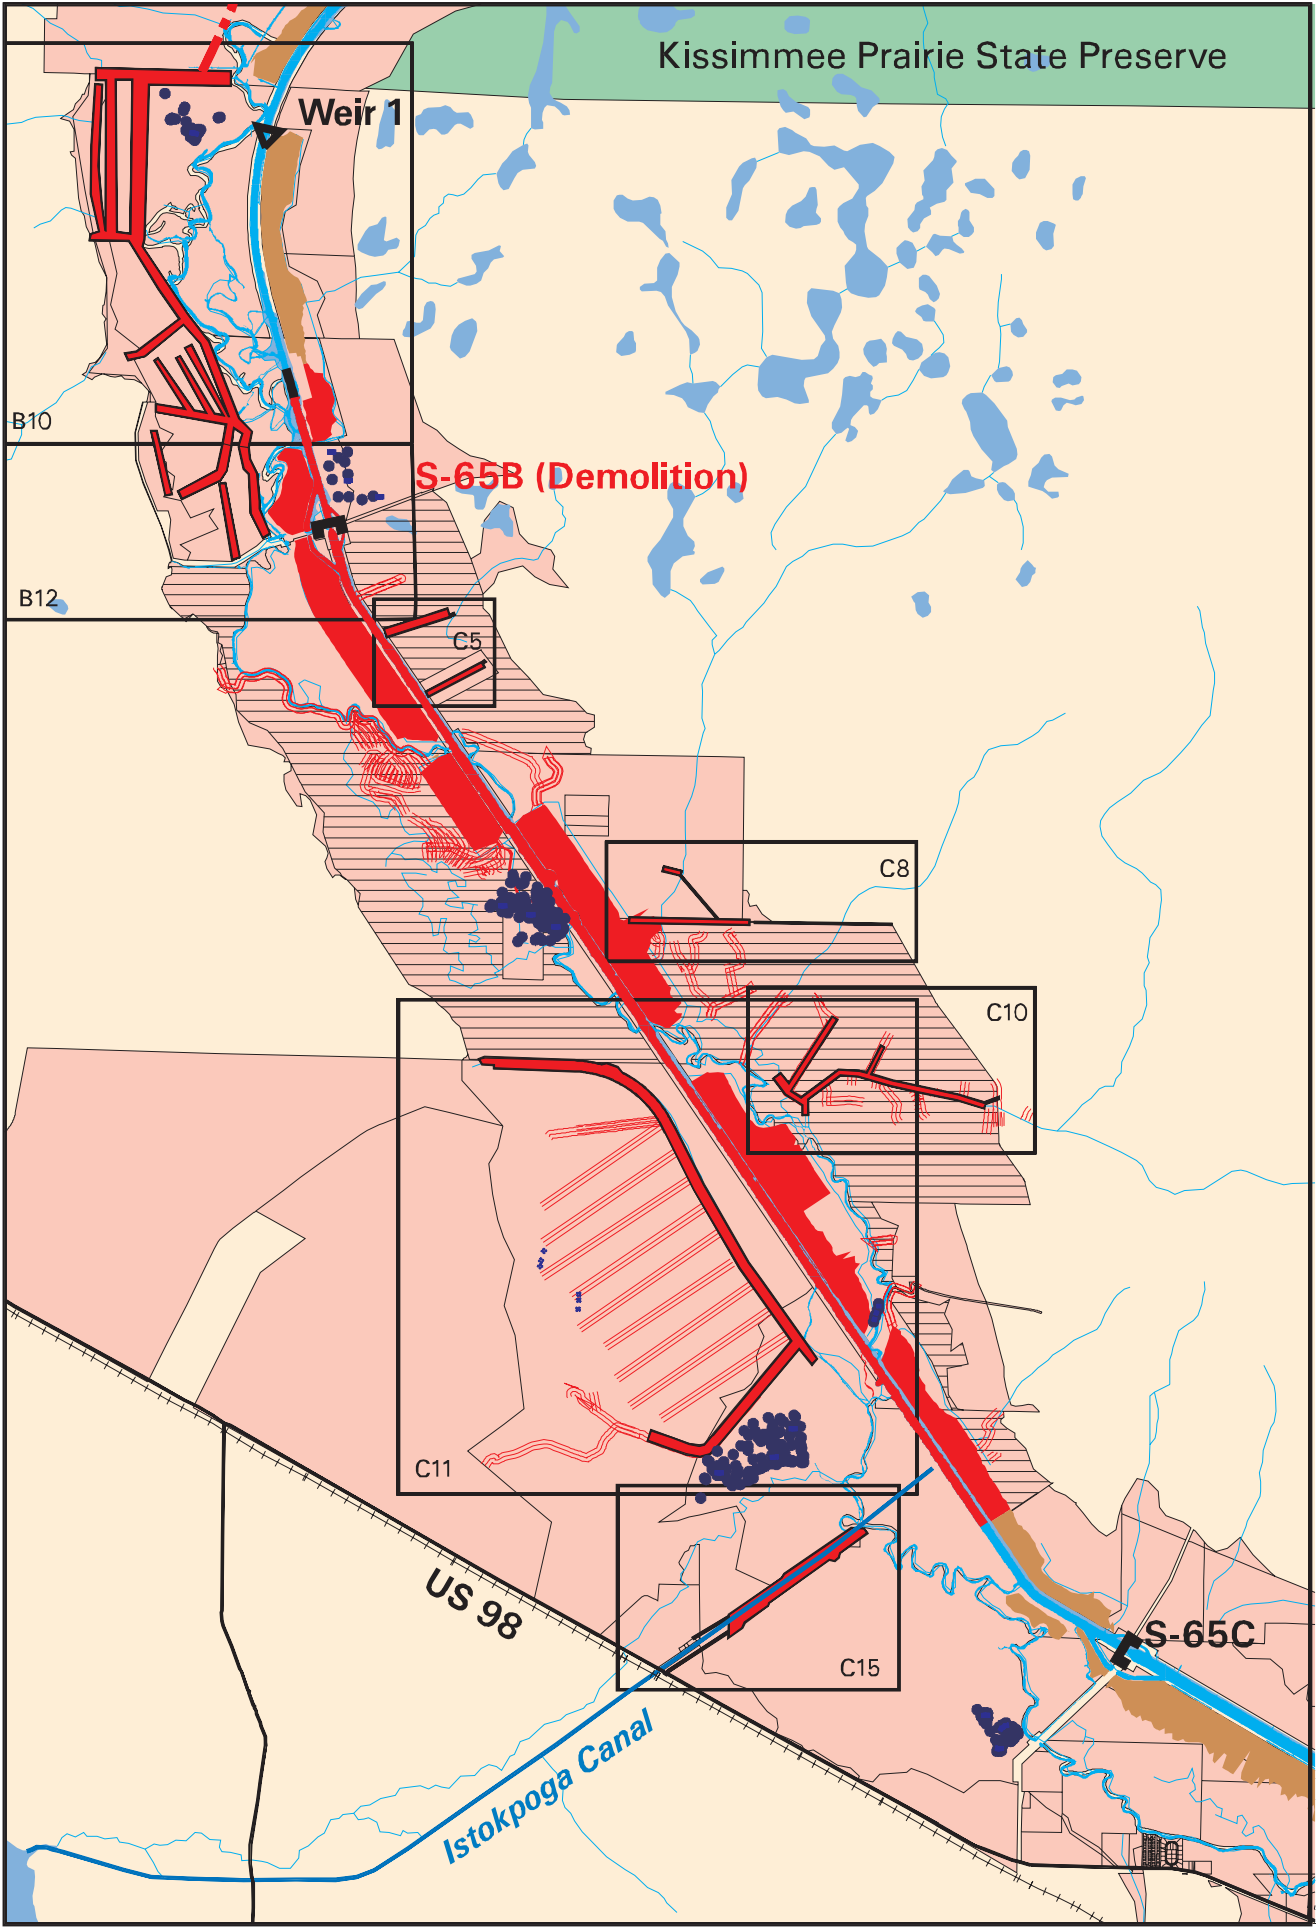 Kissimmee Prairie State Preserve
Weir 1
B10
S-65B (Demolition)
B12
C5
C8
C10
C11
US 98
S-65C
C15
Istokpoga Canal